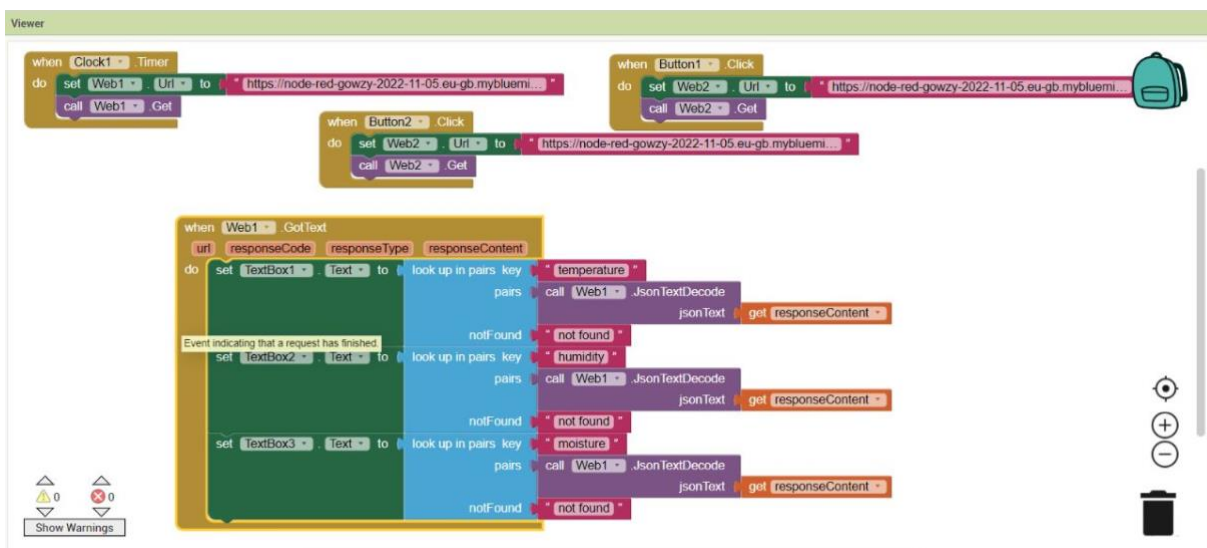 Viewer
when Clock1 .Timer
do set Web1 . Url to " https://node-red-gowzy-2022-11-05.eu-gb.mybluemi... "
call Web1 .Get
when Button1 .Click
do set Web2 . Url to " https://node-red-gowzy-2022-11-05.eu-gb.mybluemi...
call Web2 .Get
when Button2 .Click
do set Web2 . Url to " https://node-red-gowzy-2022-11-05.eu-gb.mybluemi... "
call Web2 .Get
when Web1 .GotText
url responseCode responseType responseContent
do set TextBox1 . Text to look up in pairs key " temperature "
pairs call Web1 .JsonTextDecode
jsonText get responseContent
notFound " not found "
Event indicating that a request has finished.
set TextBox2 . Text to look up in pairs key " humidity "
pairs call Web1 .JsonTextDecode
jsonText get responseContent
notFound " not found "
set TextBox3 . Text to look up in pairs key " moisture "
pairs call Web1 .JsonTextDecode
jsonText get responseContent
notFound " not found "
0 0
Show Warnings